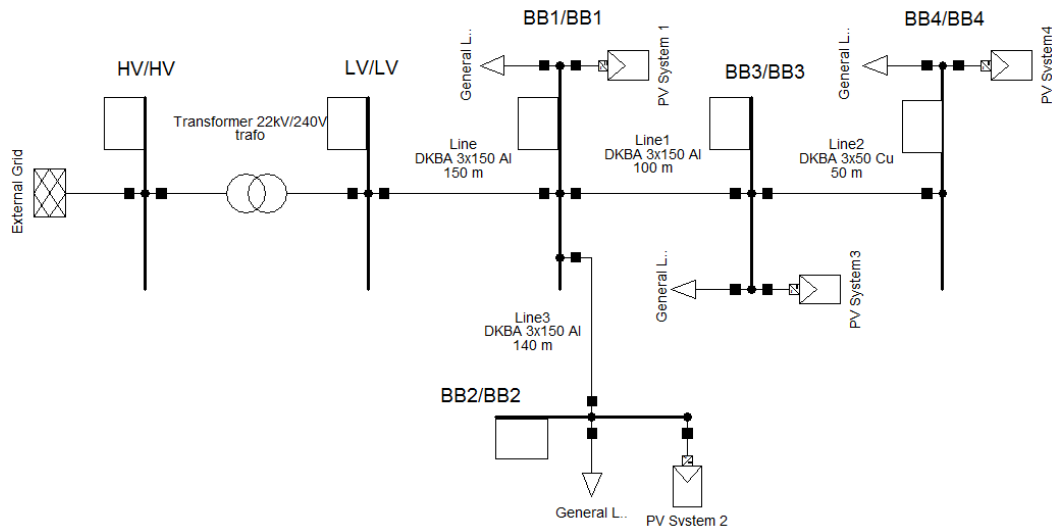 BB1/BB1
BB4/BB4
HV/HV
LV/LV
BB3/BB3
General L..
PV System 1
General L..
PV System4
Transformer 22kV/240V
trafo
Line
DKBA 3x150 Al
150 m
Line1
DKBA 3x150 Al
100 m
Line2
DKBA 3x50 Cu
50 m
External Grid
General L..
PV System3
Line3
DKBA 3x150 Al
140 m
BB2/BB2
General L..
PV System 2